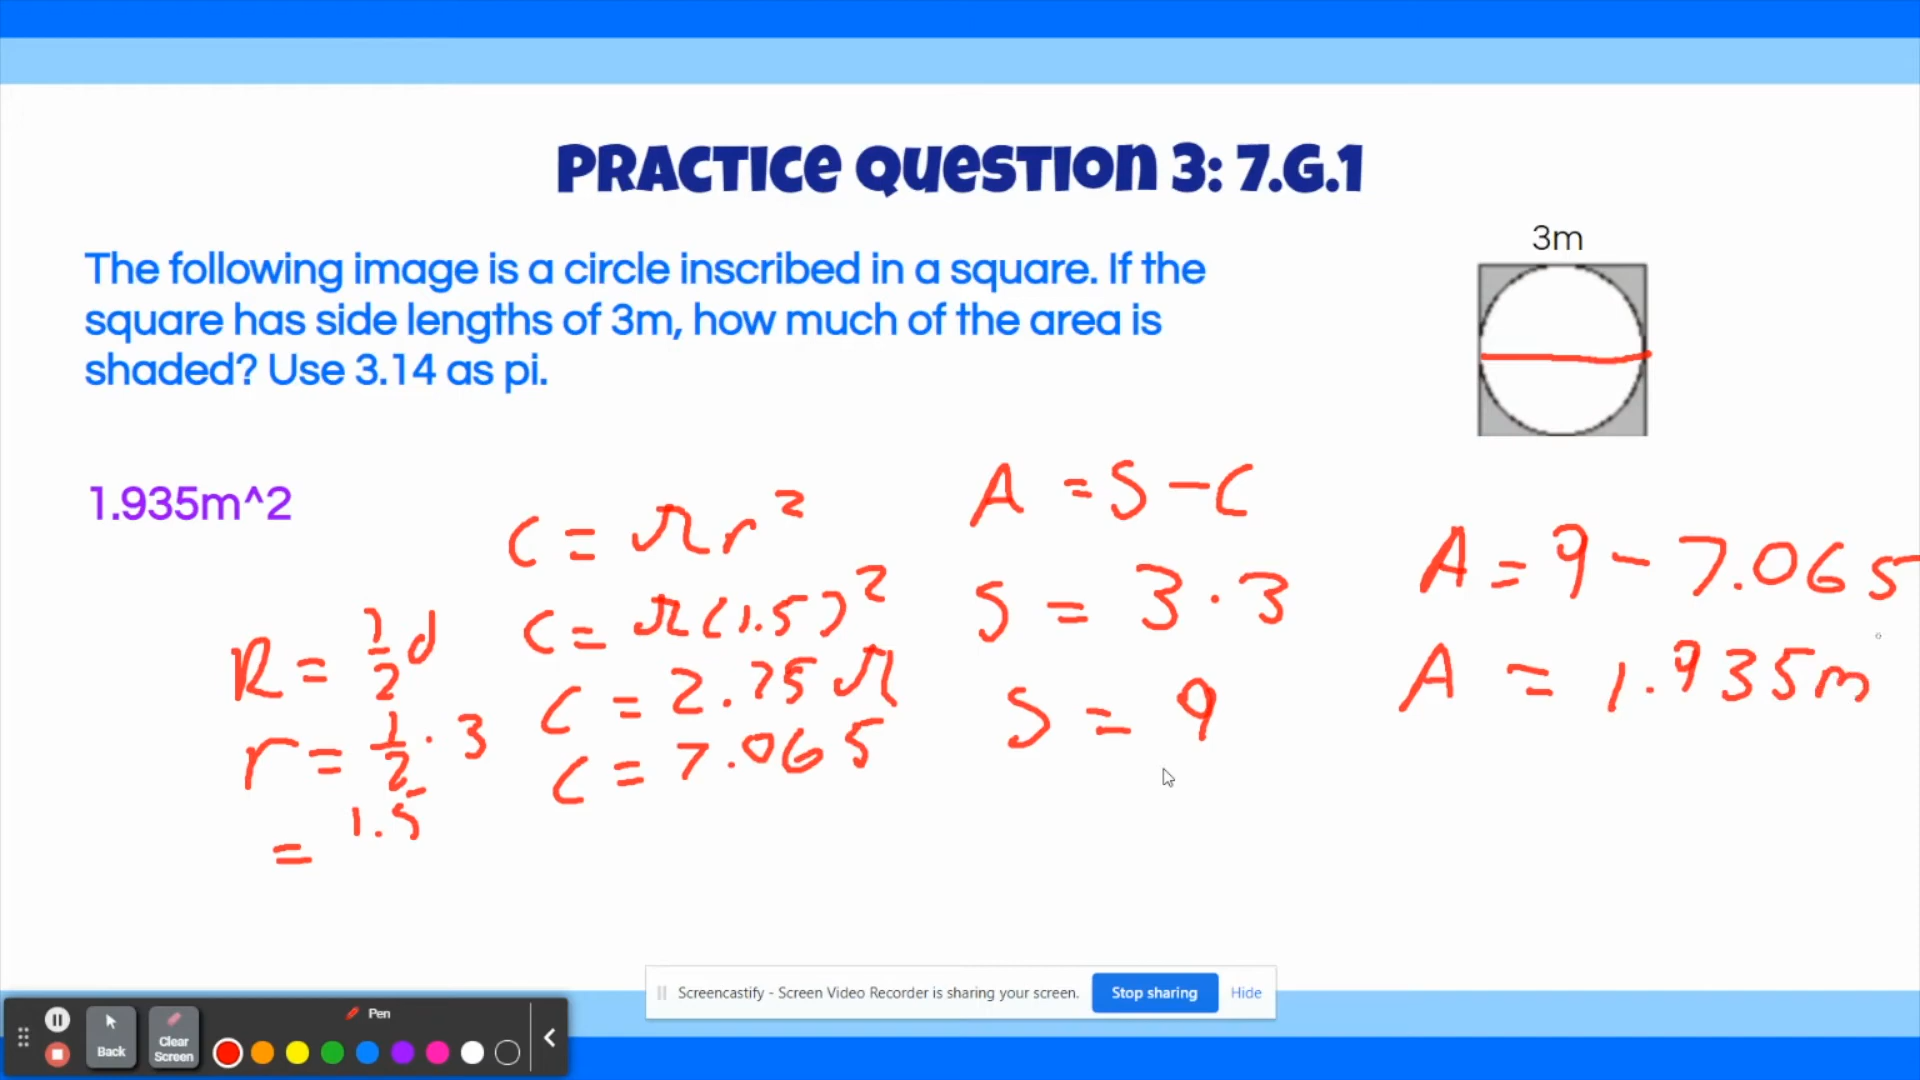 PRACTICE QUESTION 3: 7.G.1
3m
The following image is a circle inscribed in a square. If the
square has side lengths of 3m, how much of the area is
shaded? Use 3.14 as pi.
1.935m^2
R = 1/2 d
r = 1/2 · 3
= 1.5
C = πr²
C = π(1.5)²
C = 2.25π
C = 7.065
A = S - C
S = 3 · 3
S = 9
A = 9 - 7.065
A = 1.935m
Screencastify - Screen Video Recorder is sharing your screen.
Stop sharing
Hide
Pen
Back
Clear
Screen